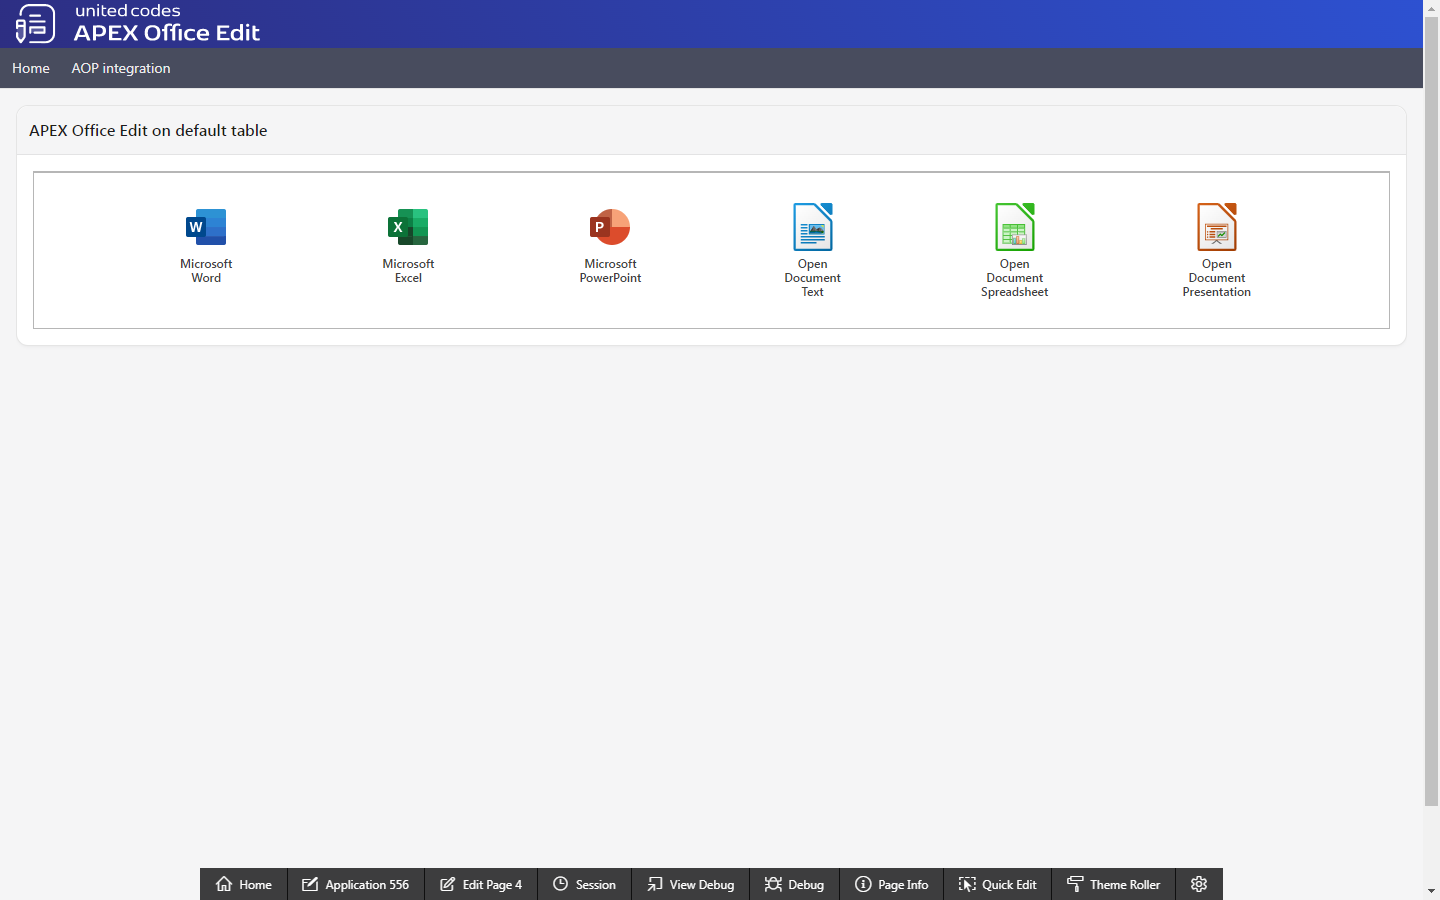 united codes
APEX Office Edit
Home AOP integration
APEX Office Edit on default table
W X P
Microsoft Word
Microsoft Excel
Microsoft PowerPoint
Open Document Text
Open Document Spreadsheet
Open Document Presentation
Home Application 556 Edit Page 4 Session View Debug Debug Page Info Quick Edit Theme Roller